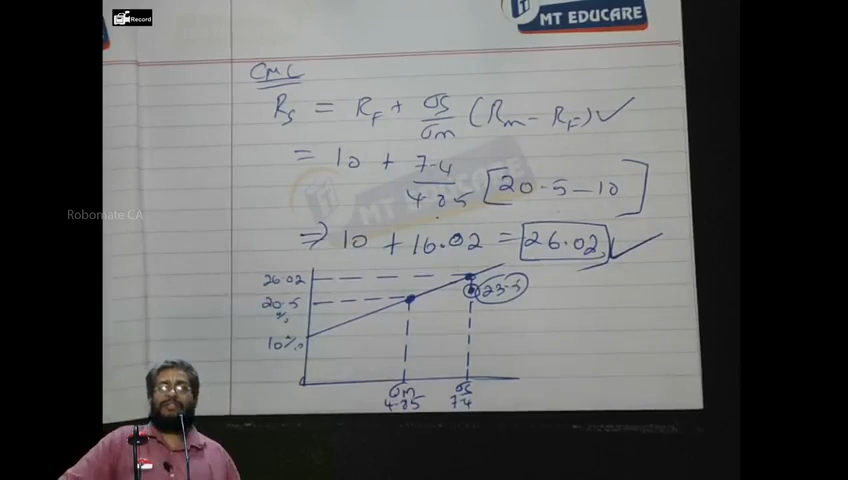 Record
MT EDUCARE
CML
Rs = RF + σs/σm (Rm - RF) ✓
= 10 + 7.4/4.85 [20.5 - 10]
⇒ 10 + 16.02 = 26.02 ✓
MT EDUCARE
Robomate CA
26.02
20.5 %
10%
23.5
σm 4.85
σs 7.4